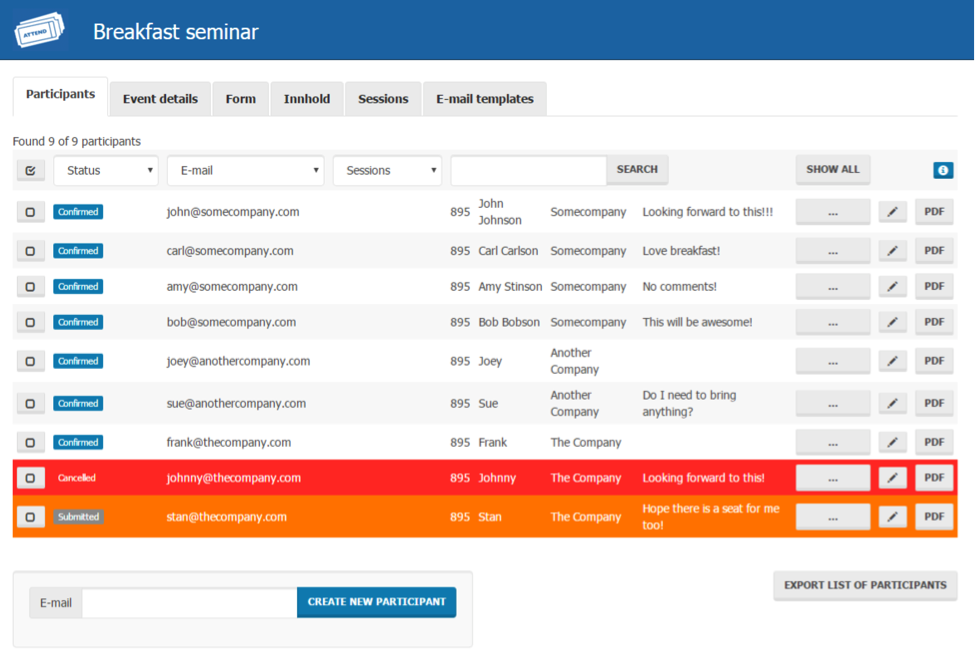 ATTEND
Breakfast seminar
Participants
Event details
Form
Innhold
Sessions
E-mail templates
Found 9 of 9 participants
Status
E-mail
Sessions
SEARCH
SHOW ALL
Confirmed
john@somecompany.com
895
John
Johnson
Somecompany
Looking forward to this!!!
...
PDF
Confirmed
carl@somecompany.com
895
Carl Carlson
Somecompany
Love breakfast!
...
PDF
Confirmed
amy@somecompany.com
895
Amy Stinson
Somecompany
No comments!
...
PDF
Confirmed
bob@somecompany.com
895
Bob Bobson
Somecompany
This will be awesome!
...
PDF
Confirmed
joey@anothercompany.com
895
Joey
Another
Company
...
PDF
Confirmed
sue@anothercompany.com
895
Sue
Another
Company
Do I need to bring
anything?
...
PDF
Confirmed
frank@thecompany.com
895
Frank
The Company
...
PDF
Cancelled
johnny@thecompany.com
895
Johnny
The Company
Looking forward to this!
...
PDF
Submitted
stan@thecompany.com
895
Stan
The Company
Hope there is a seat for me
too!
...
PDF
E-mail
CREATE NEW PARTICIPANT
EXPORT LIST OF PARTICIPANTS